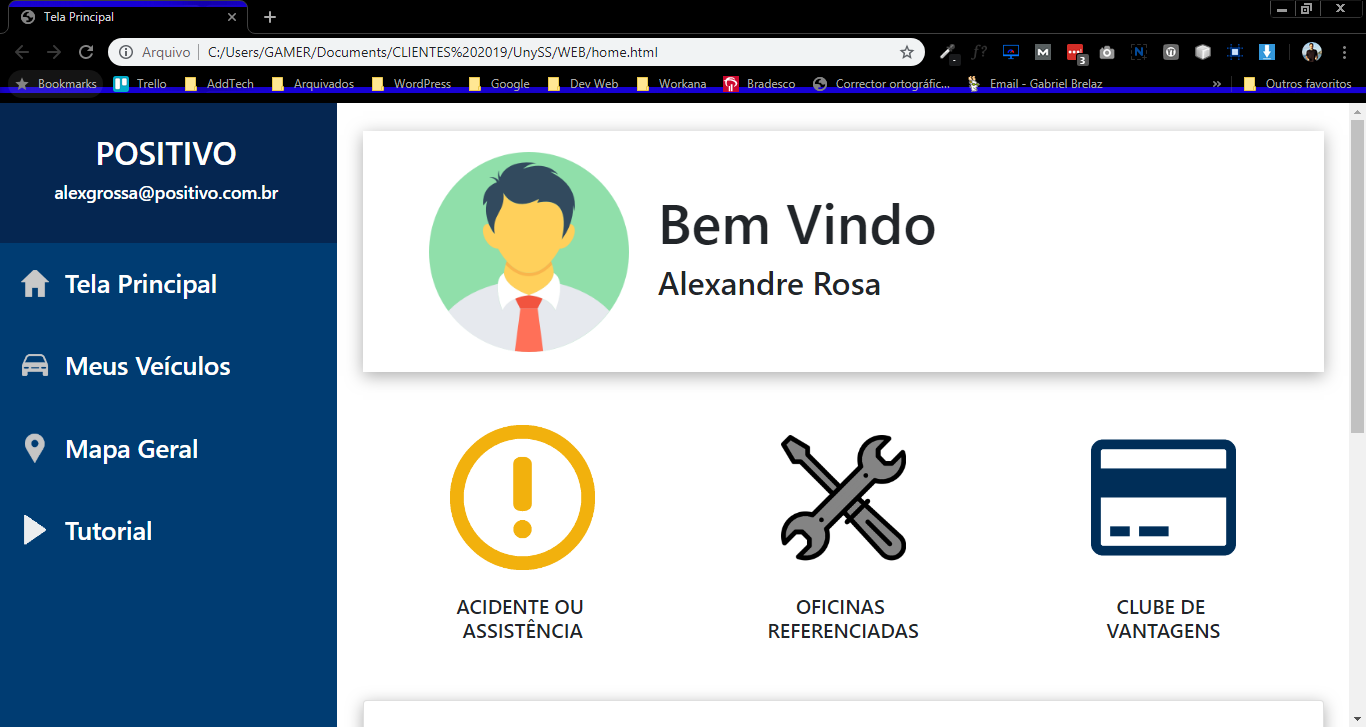 Tela Principal
Arquivo
C:/Users/GAMER/Documents/CLIENTES%202019/UnySS/WEB/home.html
f?
M
3
N
Bookmarks
Trello
AddTech
Arquivados
WordPress
Google
Dev Web
Workana
Bradesco
Corrector ortográfic...
Email - Gabriel Brelaz
»
Outros favoritos
POSITIVO
alexgrossa@positivo.com.br
Tela Principal
Meus Veículos
Mapa Geral
Tutorial
Bem Vindo
Alexandre Rosa
ACIDENTE OU
ASSISTÊNCIA
OFICINAS
REFERENCIADAS
CLUBE DE
VANTAGENS